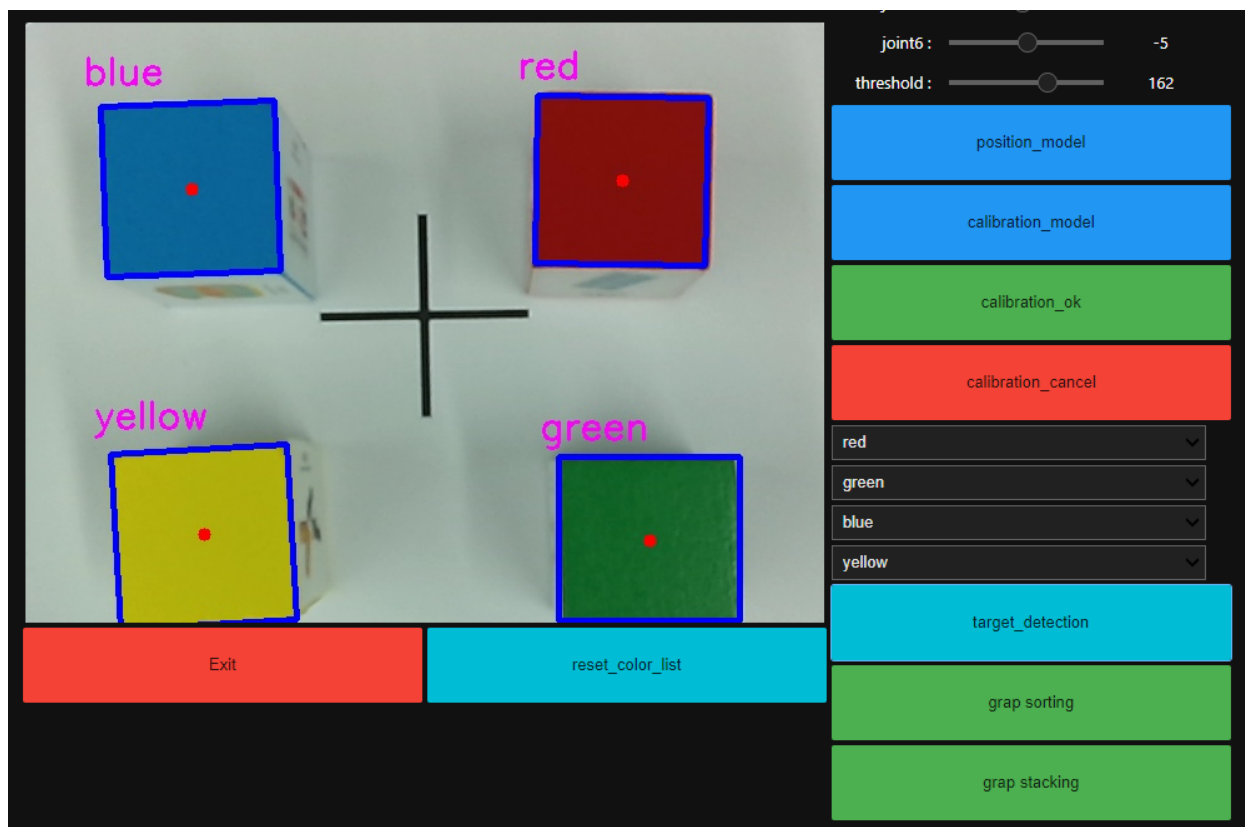 blue
red
yellow
green
joint6 :
-5
threshold :
162
position_model
calibration_model
calibration_ok
calibration_cancel
red
green
blue
yellow
target_detection
grap sorting
grap stacking
Exit
reset_color_list